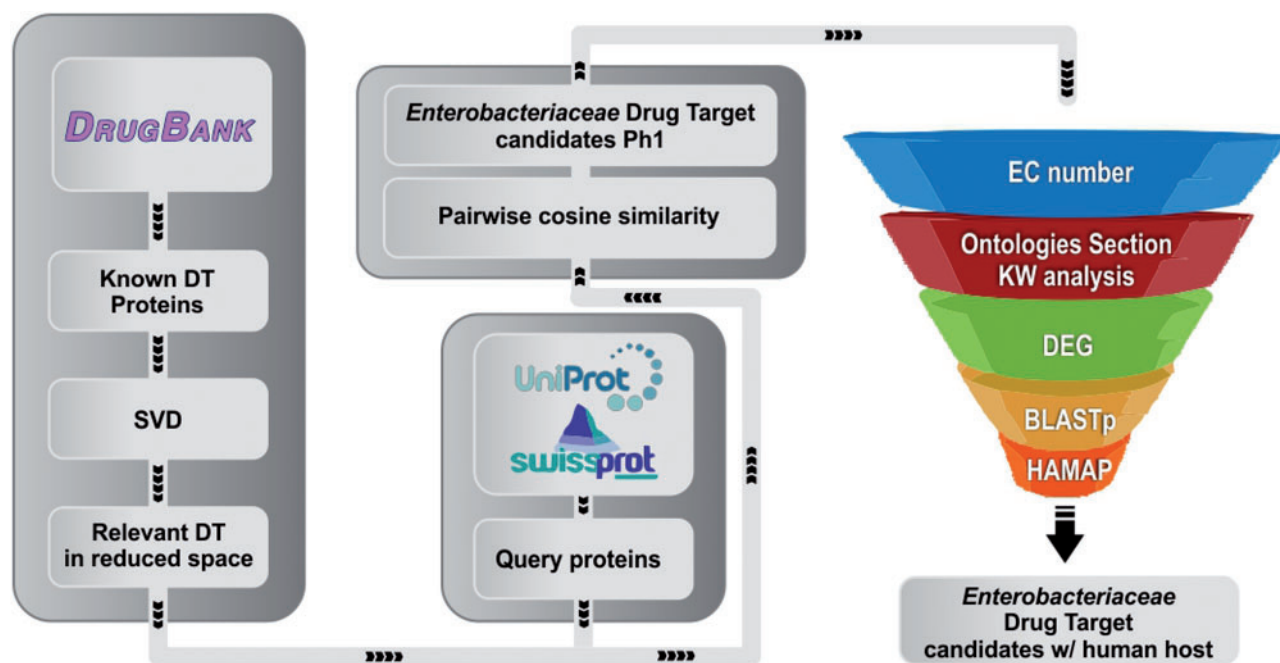 DRUGBANK
Known DT
Proteins
SVD
Relevant DT
in reduced space
Enterobacteriaceae Drug Target
candidates Ph1
Pairwise cosine similarity
UniProt
swissprot
Query proteins
EC number
Ontologies Section
KW analysis
DEG
BLASTp
HAMAP
Enterobacteriaceae
Drug Target
candidates w/ human host